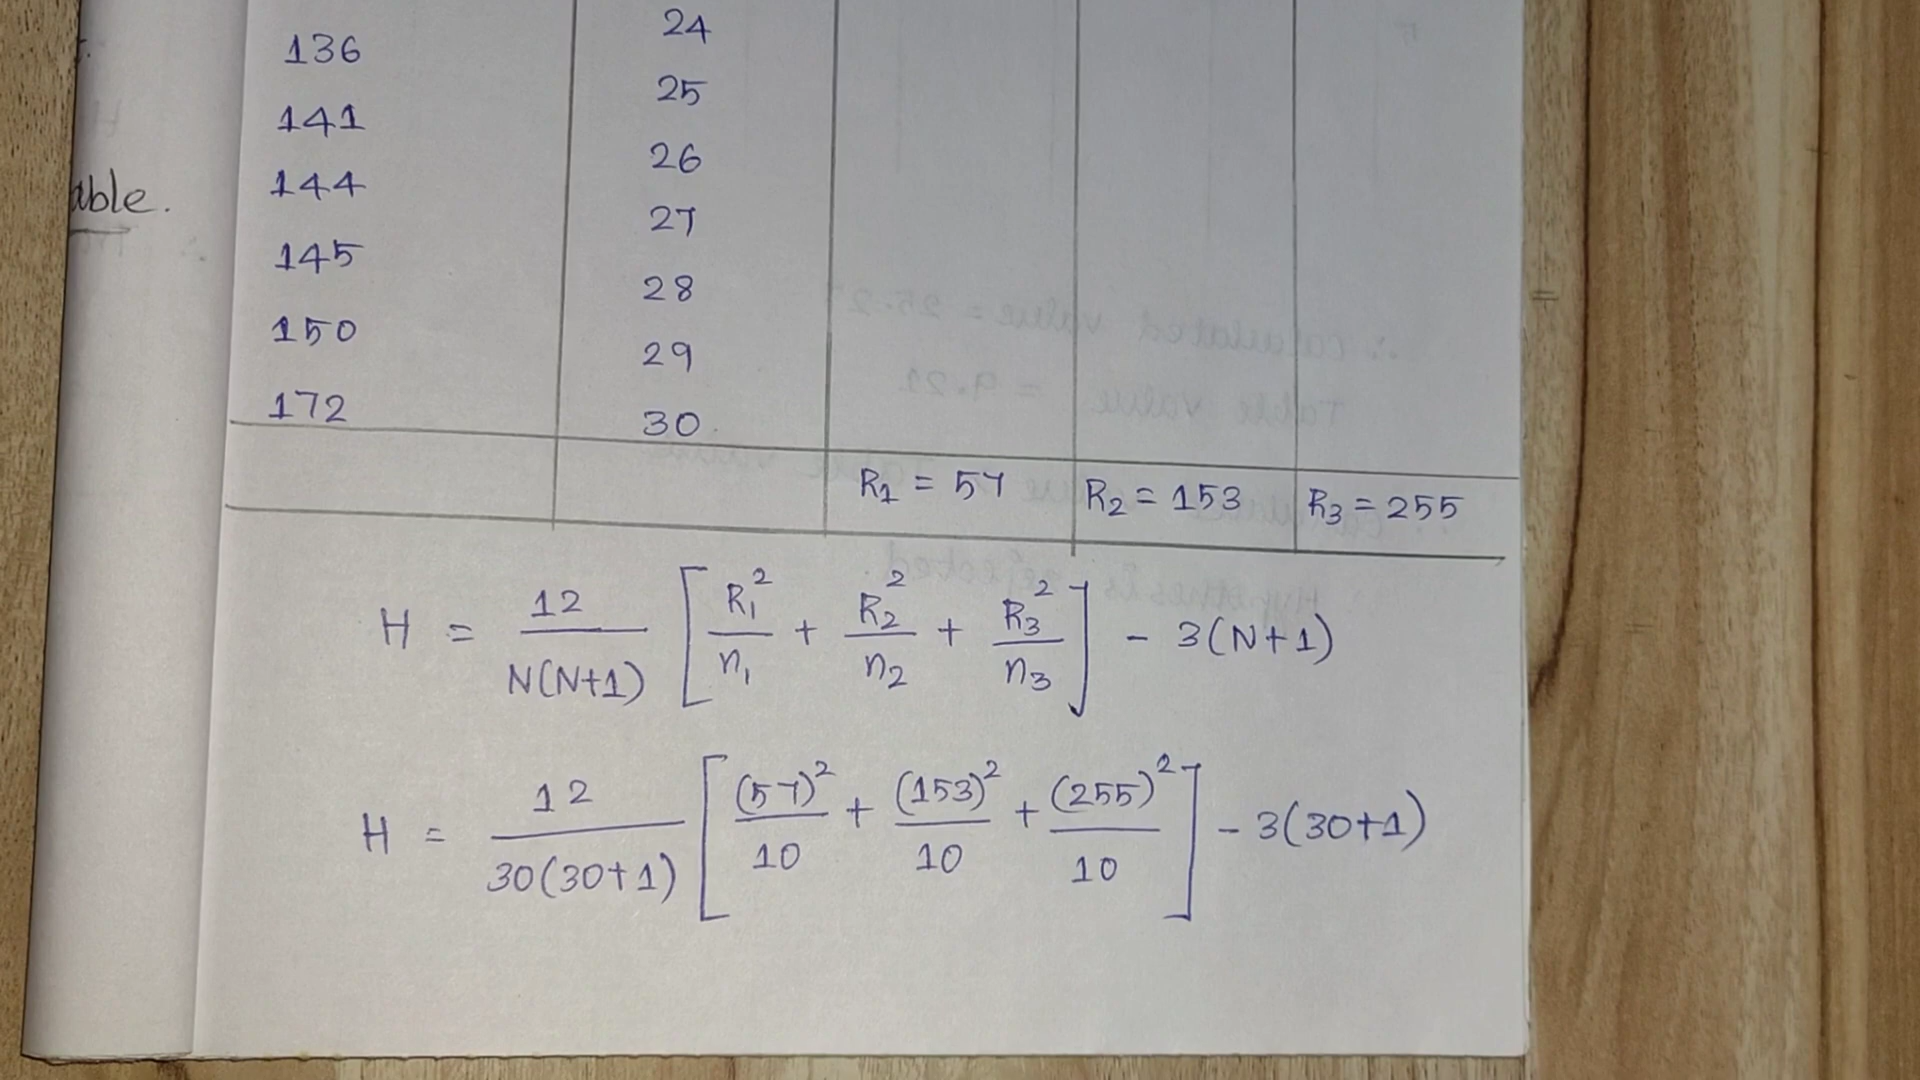 136 24
141 25
144 26
145 27
150 28
172 29
30
able.
R₁ = 57 R₂ = 153 R₃ = 255
H = 12/N(N+1) [R₁²/n₁ + R₂²/n₂ + R₃²/n₃] - 3(N+1)
H = 12/30(30+1) [(57)²/10 + (153)²/10 + (255)²/10] - 3(30+1)